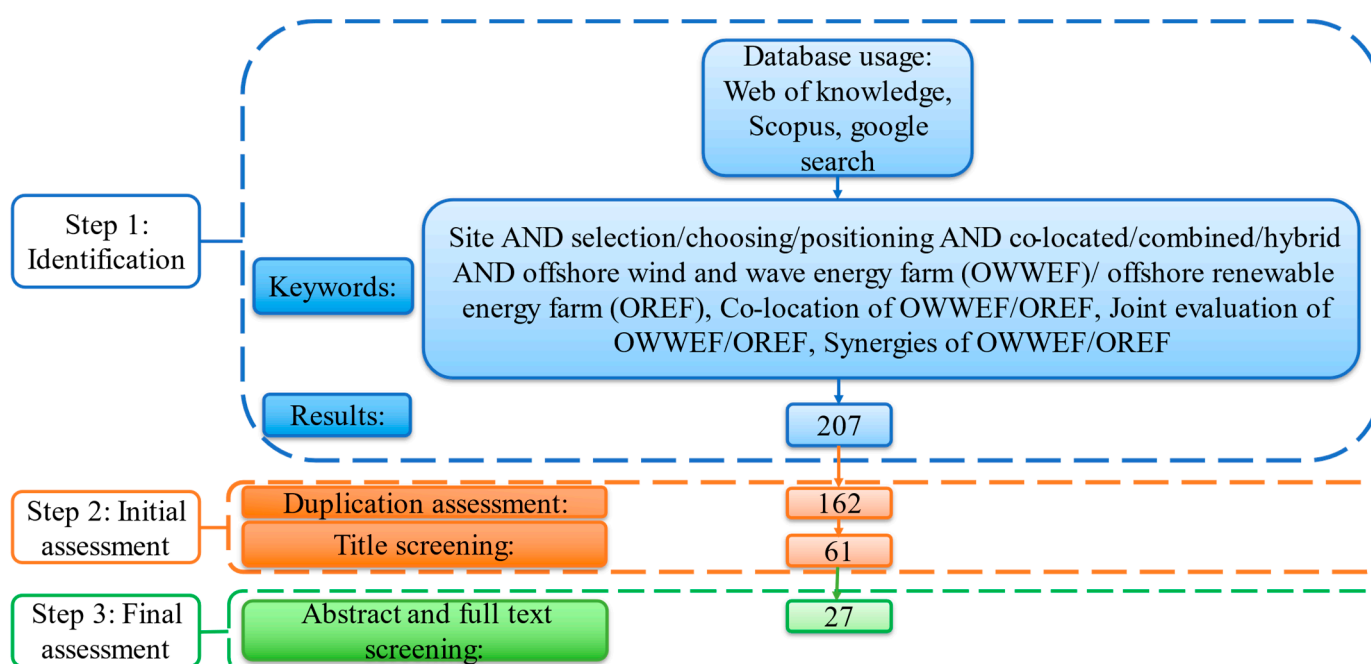 Database usage:
Web of knowledge,
Scopus, google
search
Step 1:
Identification
Keywords:
Site AND selection/choosing/positioning AND co-located/combined/hybrid
AND offshore wind and wave energy farm (OWWEF)/ offshore renewable
energy farm (OREF), Co-location of OWWEF/OREF, Joint evaluation of
OWWEF/OREF, Synergies of OWWEF/OREF
Results:
207
Step 2: Initial
assessment
Duplication assessment:
162
Title screening:
61
Step 3: Final
assessment
Abstract and full text
screening:
27